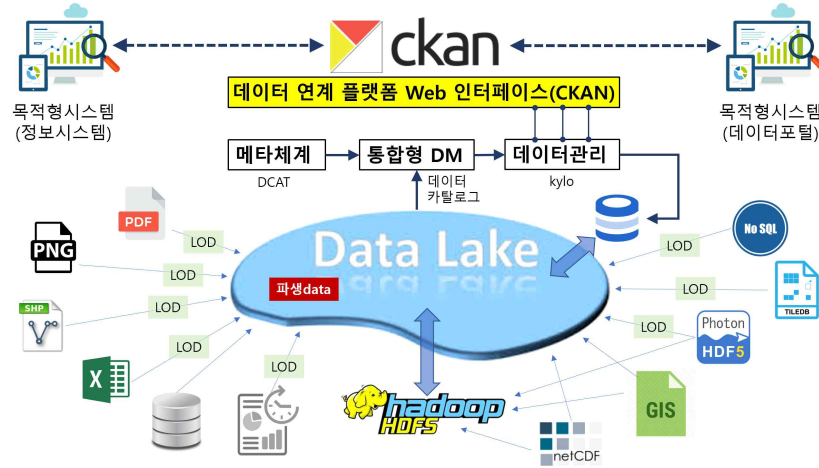 ckan
데이터 연계 플랫폼 Web 인터페이스(CKAN)
목적형시스템
(정보시스템)
목적형시스템
(데이터포털)
메타체계
통합형 DM
데이터관리
DCAT
데이터
카탈로그
kylo
PDF
No SQL
PNG
LOD
LOD
Data Lake
LOD
LOD
파생data
TILEDB
SHP
LOD
LOD
Photon
HDF5
LOD
X
LOD
GIS
hadoop
HDFS
netCDF